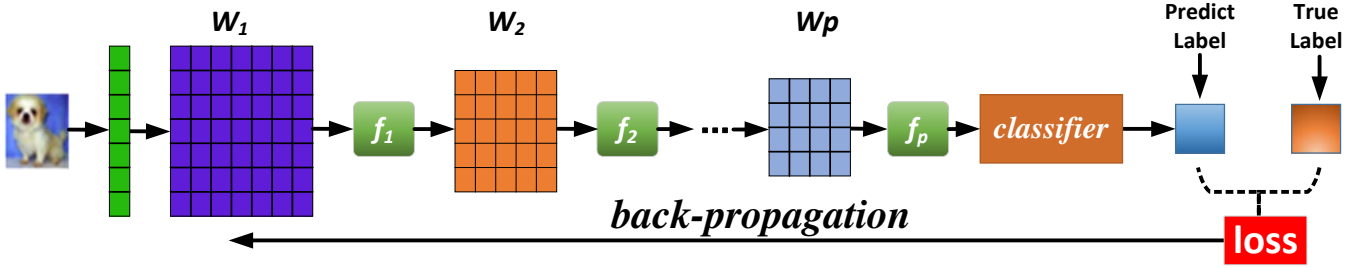 W1
W2
Wp
Predict
Label
True
Label
f1
f2
......
fp
classifier
back-propagation
loss